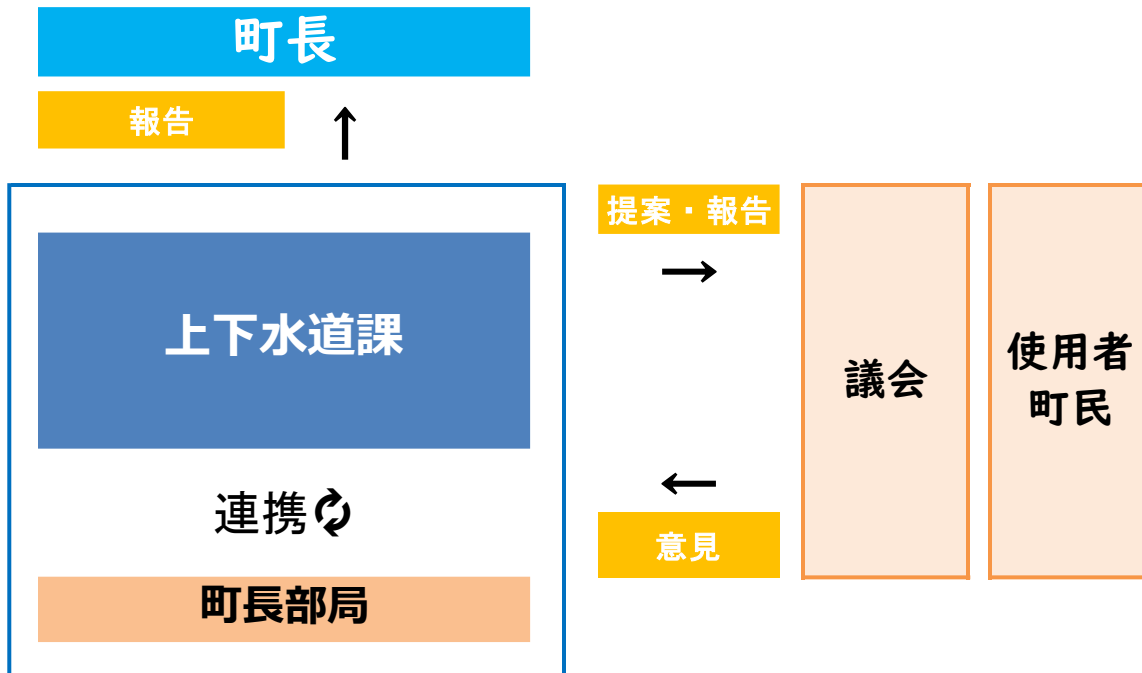 町長
報告
↑
提案・報告
→
上下水道課
議会
使用者
町民
連携
←
意見
町長部局